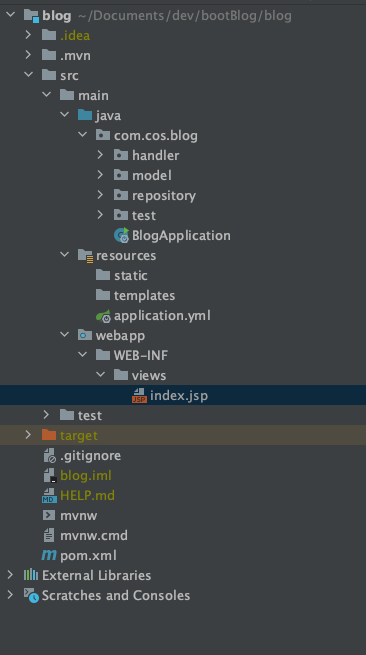 blog ~/Documents/dev/bootBlog/blog
.idea
.mvn
src
main
java
com.cos.blog
handler
model
repository
test
BlogApplication
resources
static
templates
application.yml
webapp
WEB-INF
views
JSP index.jsp
test
target
.gitignore
blog.iml
MD HELP.md
mvnw
mvnw.cmd
m pom.xml
External Libraries
Scratches and Consoles